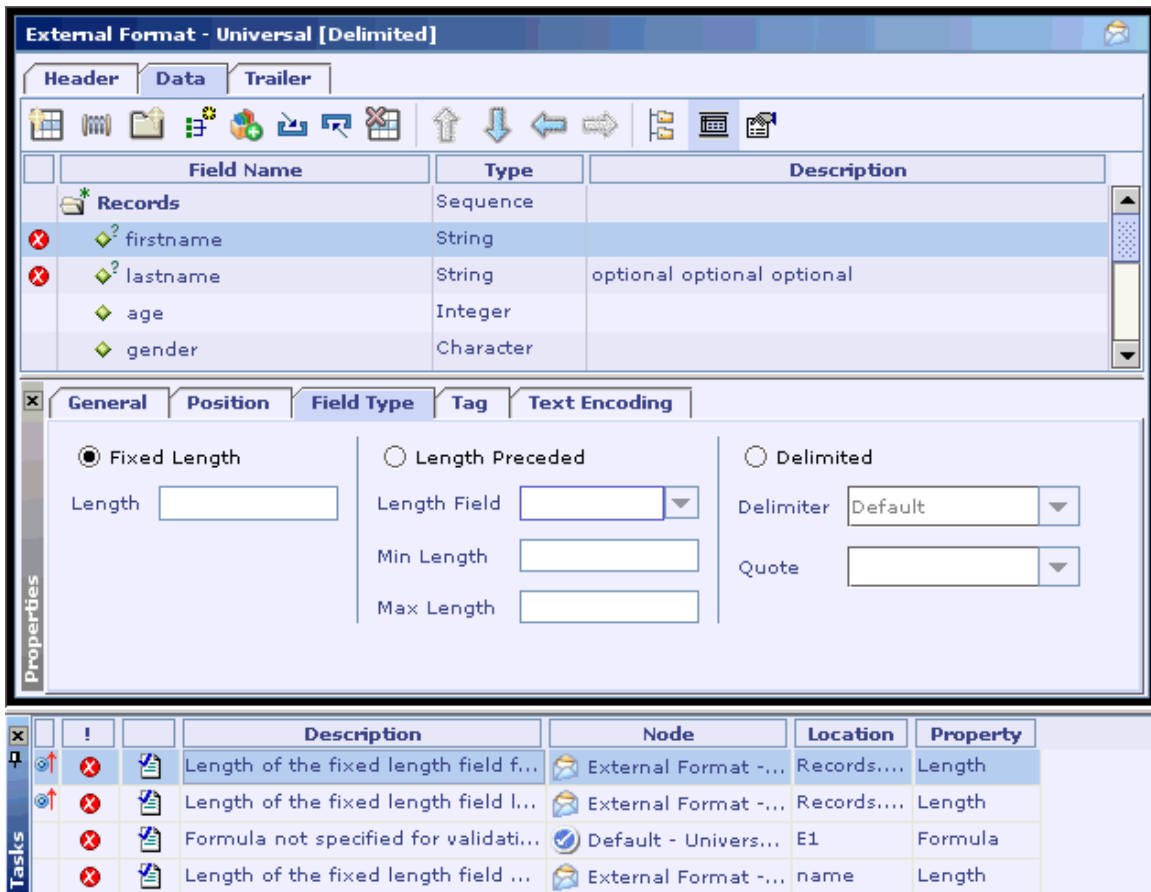 External Format - Universal [Delimited]
Header Data Trailer
Field Name Type Description
Records Sequence
firstname String
lastname String optional optional optional
age Integer
gender Character
General Position Field Type Tag Text Encoding
Fixed Length Length Preceded Delimited
Length Length Field Delimiter Default
Min Length
Quote
Max Length
Properties
! Description Node Location Property
Length of the fixed length field f... External Format -... Records.... Length
Length of the fixed length field l... External Format -... Records.... Length
Formula not specified for validati... Default - Univers... E1 Formula
Length of the fixed length field ... External Format -... name Length
Tasks